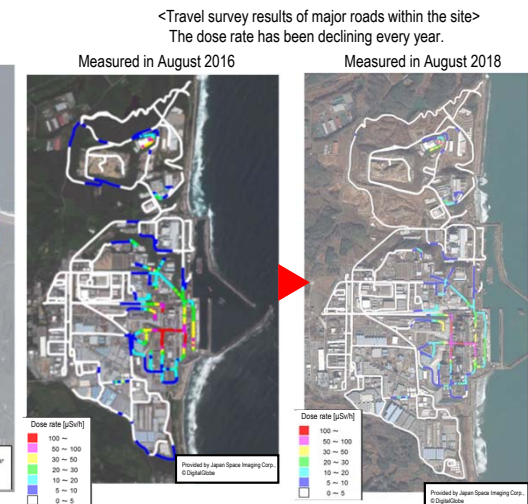 <Travel survey results of major roads within the site>
The dose rate has been declining every year.
Measured in August 2016
Measured in August 2018
Dose rate [μSv/h]
100 ~
50 ~ 100
30 ~ 50
20 ~ 30
10 ~ 20
5 ~ 10
0 ~ 5
Provided by Japan Space Imaging Corp.,
© DigitalGlobe
Dose rate [μSv/h]
100 ~
50 ~ 100
30 ~ 50
20 ~ 30
10 ~ 20
5 ~ 10
0 ~ 5
Provided by Japan Space Imaging Corp.,
© DigitalGlobe